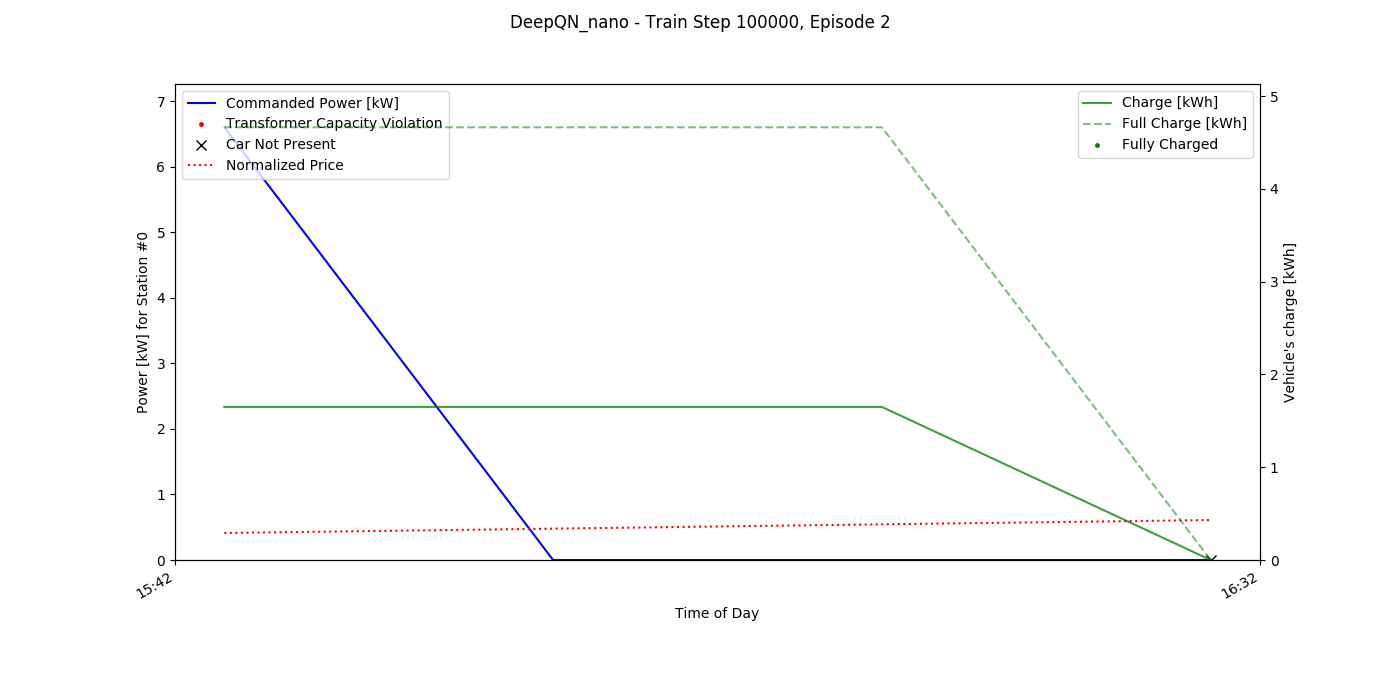 DeepQN_nano - Train Step 100000, Episode 2
Commanded Power [kW]
Transformer Capacity Violation
Car Not Present
Normalized Price
Charge [kWh]
Full Charge [kWh]
Fully Charged
7
6
5
4
3
2
1
0
Power [kW] for Station #0
5
4
3
2
1
0
Vehicle's charge [kWh]
15:42
16:32
Time of Day